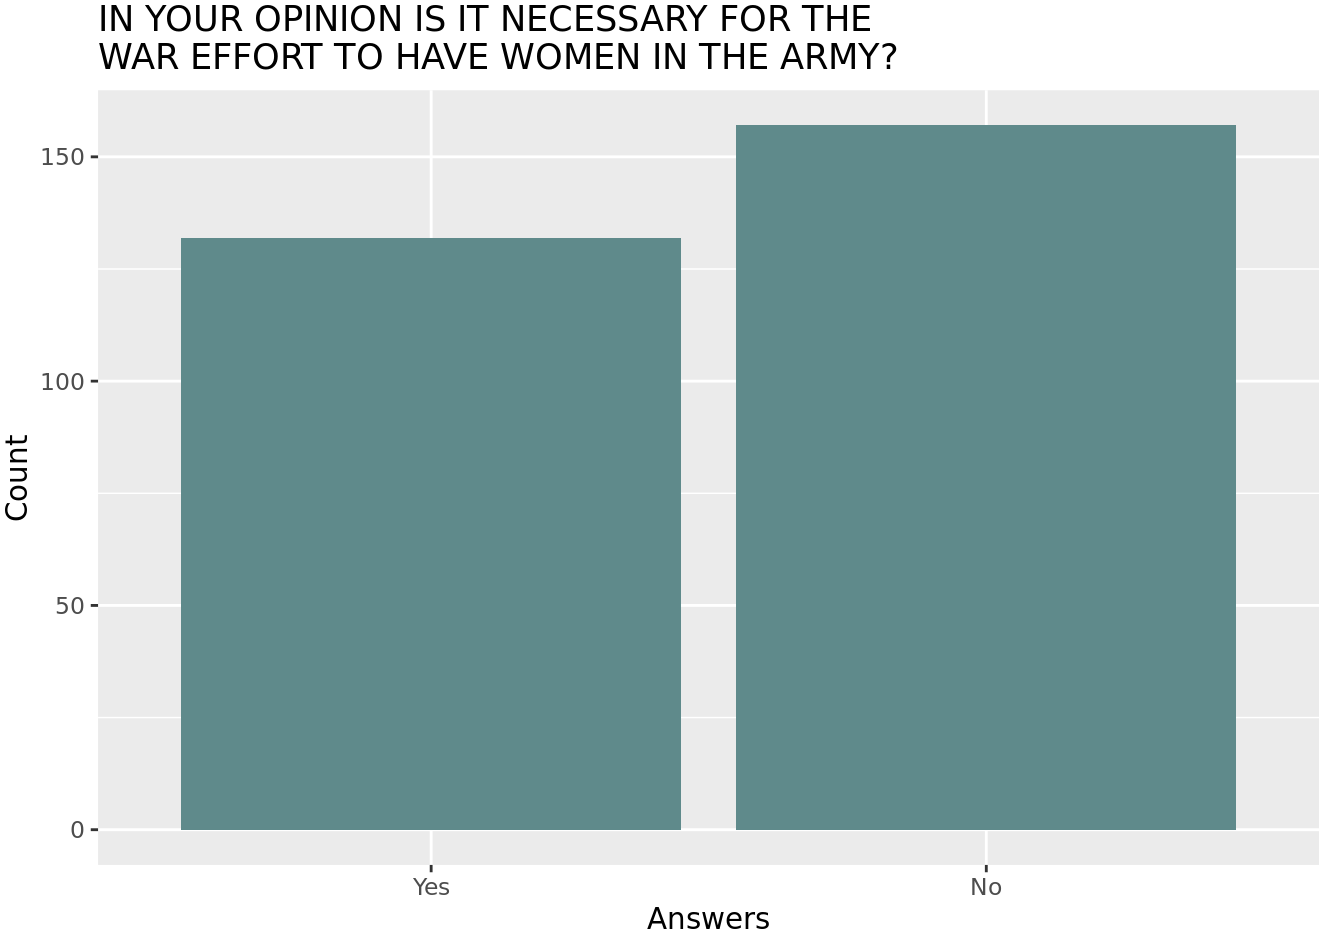 IN YOUR OPINION IS IT NECESSARY FOR THE
WAR EFFORT TO HAVE WOMEN IN THE ARMY?
150
100
50
0
Count
Yes
No
Answers